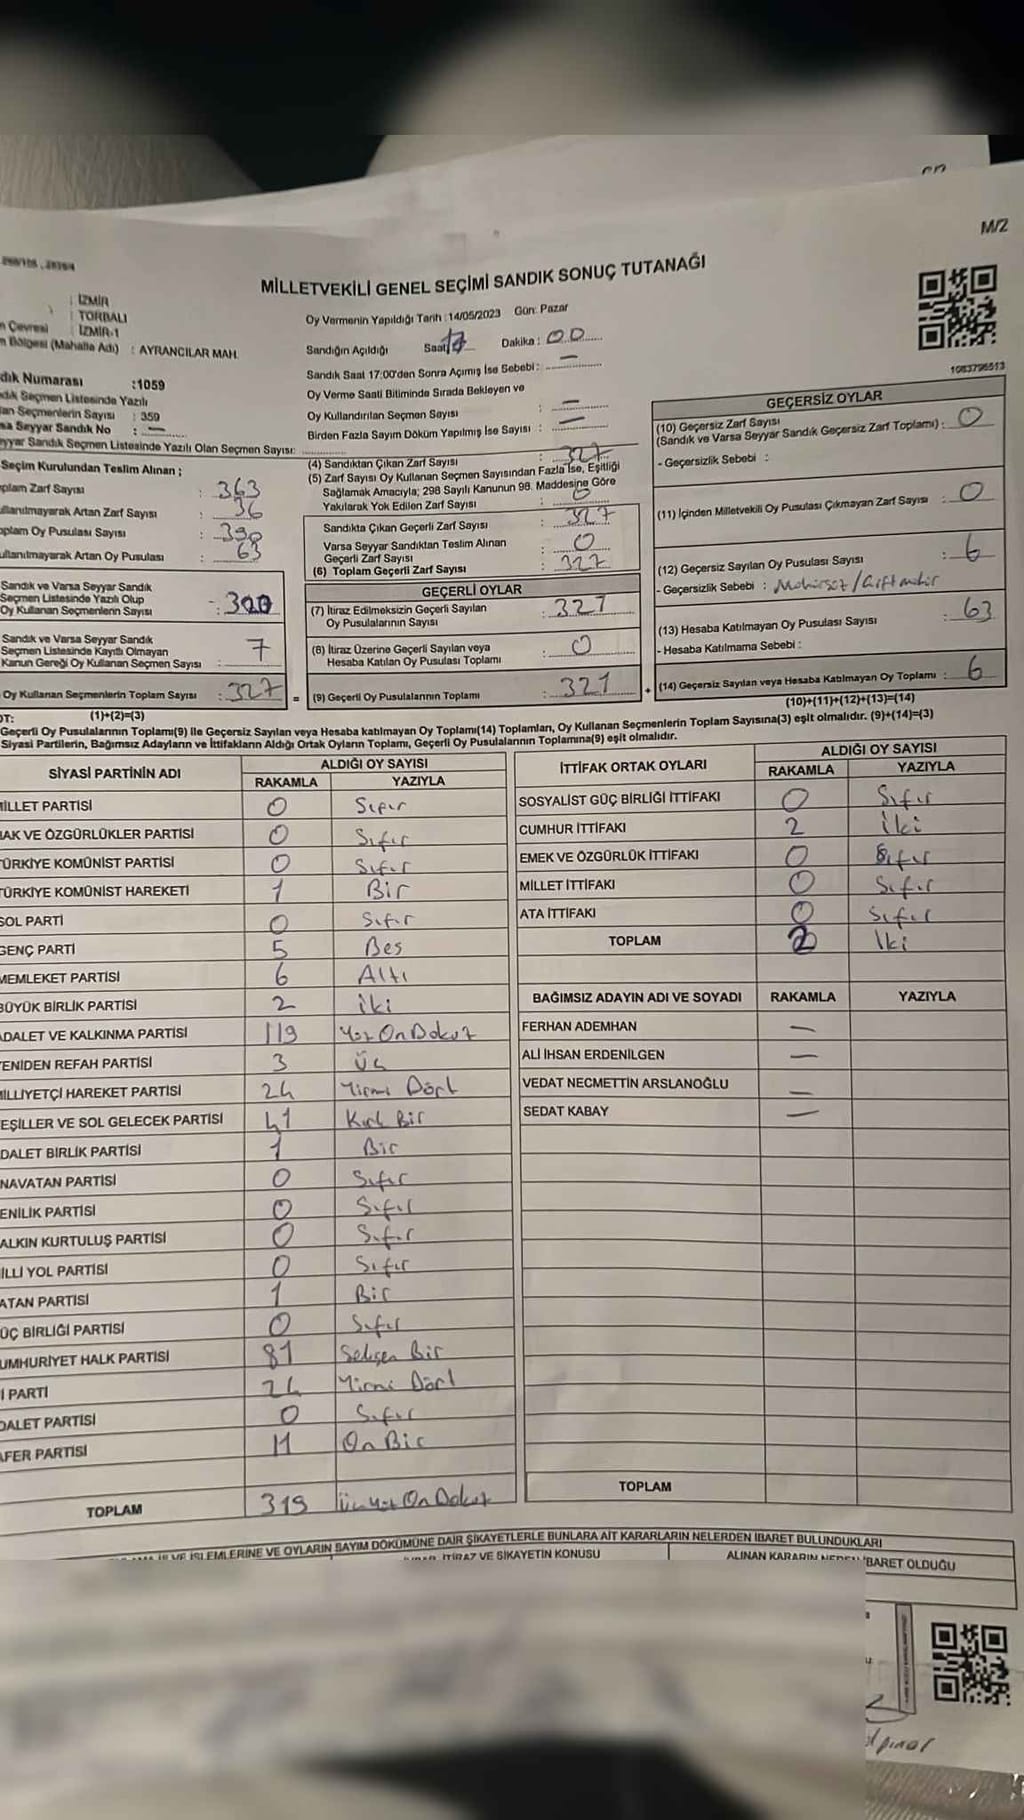 M/Z
MİLLETVEKİLİ GENEL SEÇİMİ SANDIK SONUÇ TUTANAĞI
: İZMİR
: TORBALI
Çevresi : İZMİR-1
Bölgesi (Mahalle Adı) : AYRANCILAR MAH.
Oy Vermenin Yapıldığı Tarih :14/05/2023 Gün: Pazar
Sandığın Açıldığı Saat: 17 Dakika : 00
Sandık Saat 17:00'den Sonra Açımış İse Sebebi : —
Oy Verme Saati Bitiminde Sırada Bekleyen ve
Oy Kullandırılan Seçmen Sayısı : —
Birden Fazla Sayım Döküm Yapılmış İse Sayısı : —
1083796513
dık Numarası :1059
dık Seçmen Listesinde Yazılı
lan Seçmenlerin Sayısı : 359
sa Seyyar Sandık No : —
yyar Sandık Seçmen Listesinde Yazılı Olan Seçmen Sayısı:
Seçim Kurulundan Teslim Alınan ;
plam Zarf Sayısı : 363
ullanılmayarak Artan Zarf Sayısı : 36
oplam Oy Pusulası Sayısı : 390
ullanılmayarak Artan Oy Pusulası : 63
Sandık ve Varsa Seyyar Sandık
Seçmen Listesinde Yazılı Olup
Oy Kullanan Seçmenlerin Sayısı : 320
Sandık ve Varsa Seyyar Sandık
Seçmen Listesinde Kayıtlı Olmayan
Kanun Gereği Oy Kullanan Seçmen Sayısı : 7
Oy Kullanan Seçmenlerin Toplam Sayısı : 327
(1)+(2)=(3)
(4) Sandıktan Çıkan Zarf Sayısı : 327
(5) Zarf Sayısı Oy Kullanan Seçmen Sayısından Fazla İse, Eşitliği
Sağlamak Amacıyla; 298 Sayılı Kanunun 98. Maddesine Göre
Yakılarak Yok Edilen Zarf Sayısı : 0
Sandıkta Çıkan Geçerli Zarf Sayısı : 327
Varsa Seyyar Sandıktan Teslim Alınan
Geçerli Zarf Sayısı : 0
(6) Toplam Geçerli Zarf Sayısı : 327
GEÇERLİ OYLAR
(7) İtiraz Edilmeksizin Geçerli Sayılan
Oy Pusulalarının Sayısı : 321
(8) İtiraz Üzerine Geçerli Sayılan veya
Hesaba Katılan Oy Pusulası Toplamı : 0
(9) Geçerli Oy Pusulalarının Toplamı : 321
GEÇERSİZ OYLAR
(10) Geçersiz Zarf Sayısı
(Sandık ve Varsa Seyyar Sandık Geçersiz Zarf Toplamı) : 0
- Geçersizlik Sebebi :
(11) İçinden Milletvekili Oy Pusulası Çıkmayan Zarf Sayısı : 0
(12) Geçersiz Sayılan Oy Pusulası Sayısı : 6
- Geçersizlik Sebebi : Mühürsüz/Çift mühür
(13) Hesaba Katılmayan Oy Pusulası Sayısı : 63
- Hesaba Katılmama Sebebi :
(14) Geçersiz Sayılan veya Hesaba Katılmayan Oy Toplamı : 6
(10)+(11)+(12)+(13)=(14)
OT:
Geçerli Oy Pusulalarının Toplamı(9) ile Geçersiz Sayılan veya Hesaba katılmayan Oy Toplamı(14) Toplamları, Oy Kullanan Seçmenlerin Toplam Sayısına(3) eşit olmalıdır. (9)+(14)=(3)
Siyasi Partilerin, Bağımsız Adayların ve İttifakların Aldığı Ortak Oyların Toplamı, Geçerli Oy Pusulalarının Toplamına(9) eşit olmalıdır.
SİYASİ PARTİNİN ADI ALDIĞI OY SAYISI
RAKAMLA YAZIYLA
MİLLET PARTİSİ 0 Sıfır
HAK VE ÖZGÜRLÜKLER PARTİSİ 0 Sıfır
TÜRKİYE KOMÜNİST PARTİSİ 0 Sıfır
TÜRKİYE KOMÜNİST HAREKETİ 1 Bir
SOL PARTİ 0 Sıfır
GENÇ PARTİ 5 Beş
MEMLEKET PARTİSİ 6 Altı
BÜYÜK BİRLİK PARTİSİ 2 iki
ADALET VE KALKINMA PARTİSİ 119 Yüz On Dokuz
YENİDEN REFAH PARTİSİ 3 Üç
MİLLİYETÇİ HAREKET PARTİSİ 24 Yirmi Dört
EŞİLLER VE SOL GELECEK PARTİSİ 41 Kırk Bir
DALET BİRLİK PARTİSİ 1 Bir
NAVATAN PARTİSİ 0 Sıfır
ENİLİK PARTİSİ 0 Sıfır
ALKIN KURTULUŞ PARTİSİ 0 Sıfır
İLLİ YOL PARTİSİ 0 Sıfır
ATAN PARTİSİ 1 Bir
ÜÇ BİRLİĞİ PARTİSİ 0 Sıfır
UMHURİYET HALK PARTİSİ 81 Seksen Bir
İ PARTİ 24 Yirmi Dört
DALET PARTİSİ 0 Sıfır
AFER PARTİSİ 11 On Bir
TOPLAM 319 Üçyüz On Dokuz
İTTİFAK ORTAK OYLARI ALDIĞI OY SAYISI
RAKAMLA YAZIYLA
SOSYALİST GÜÇ BİRLİĞİ İTTİFAKI 0 Sıfır
CUMHUR İTTİFAKI 2 İki
EMEK VE ÖZGÜRLÜK İTTİFAKI 0 Sıfır
MİLLET İTTİFAKI 0 Sıfır
ATA İTTİFAKI 0 Sıfır
TOPLAM 2 İki
BAĞIMSIZ ADAYIN ADI VE SOYADI RAKAMLA YAZIYLA
FERHAN ADEMHAN —
ALİ İHSAN ERDENİLGEN —
VEDAT NECMETTİN ARSLANOĞLU —
SEDAT KABAY —
TOPLAM
VE İŞLEMLERİNE VE OYLARIN SAYIM DÖKÜMÜNE DAİR ŞİKAYETLERLE BUNLARA AİT KARARLARIN NELERDEN İBARET BULUNDUKLARI
İTİRAZ VE ŞİKAYETİN KONUSU ALINAN KARARIN NEDEN İBARET OLDUĞU